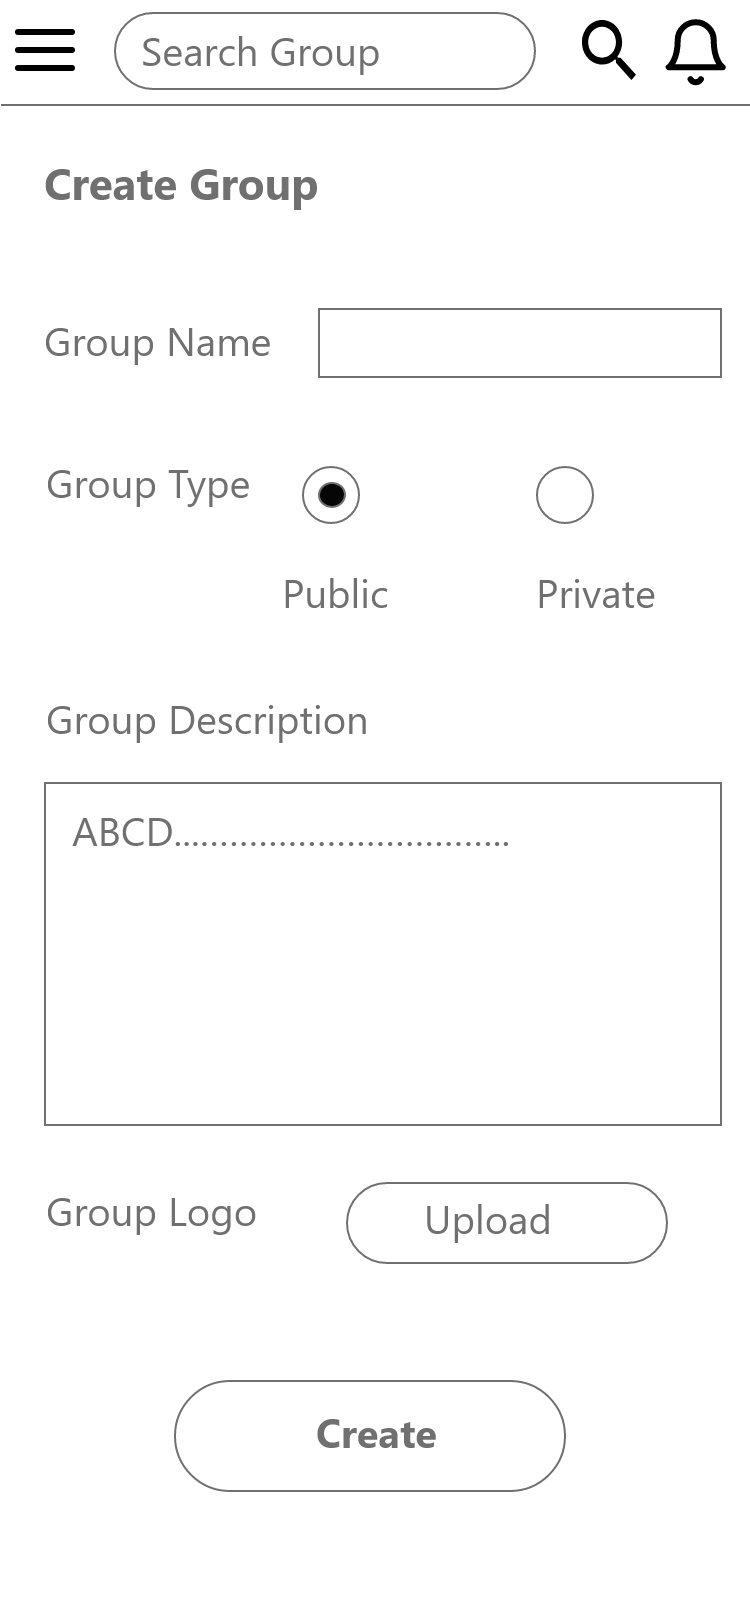 Search Group
Create Group
Group Name
Group Type
Public Private
Group Description
ABCD..................................
Group Logo Upload
Create